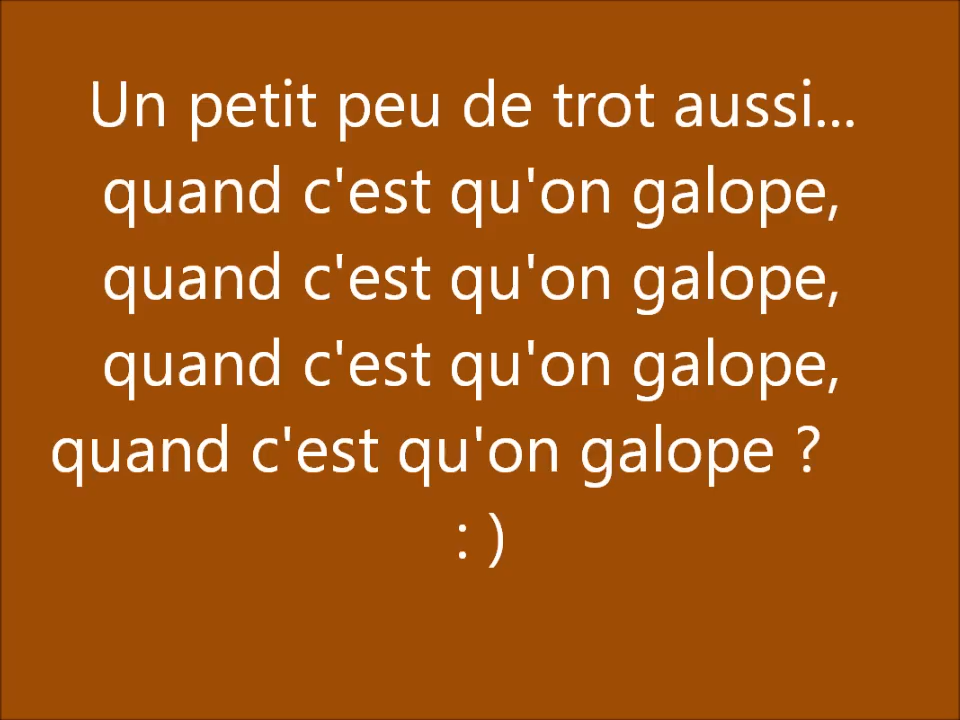 Un petit peu de trot aussi...
quand c'est qu'on galope,
quand c'est qu'on galope,
quand c'est qu'on galope,
quand c'est qu'on galope ?
: )